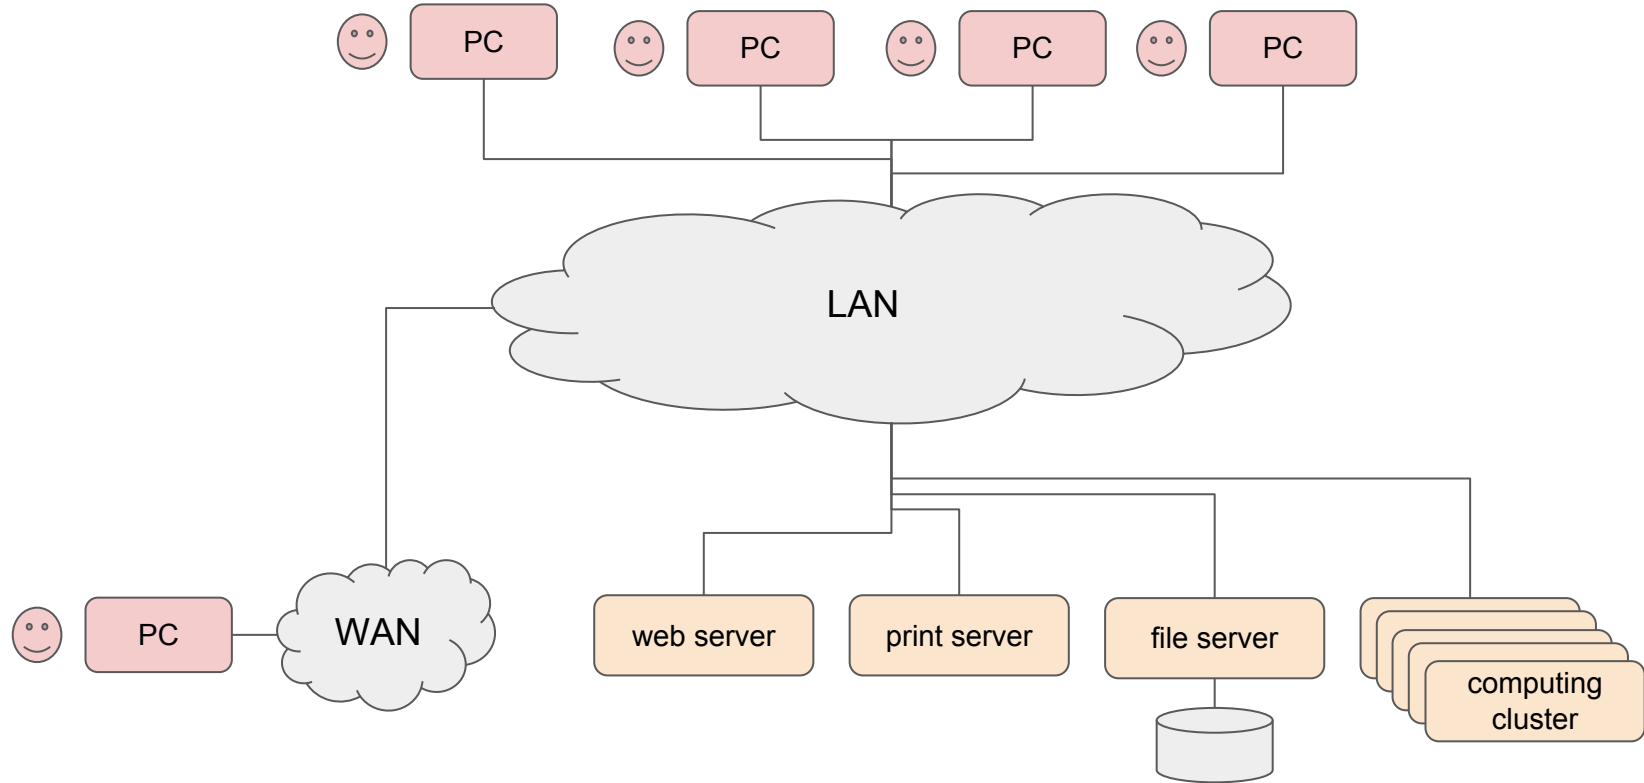 PC
PC
PC
PC
LAN
PC
WAN
web server
print server
file server
computing
cluster